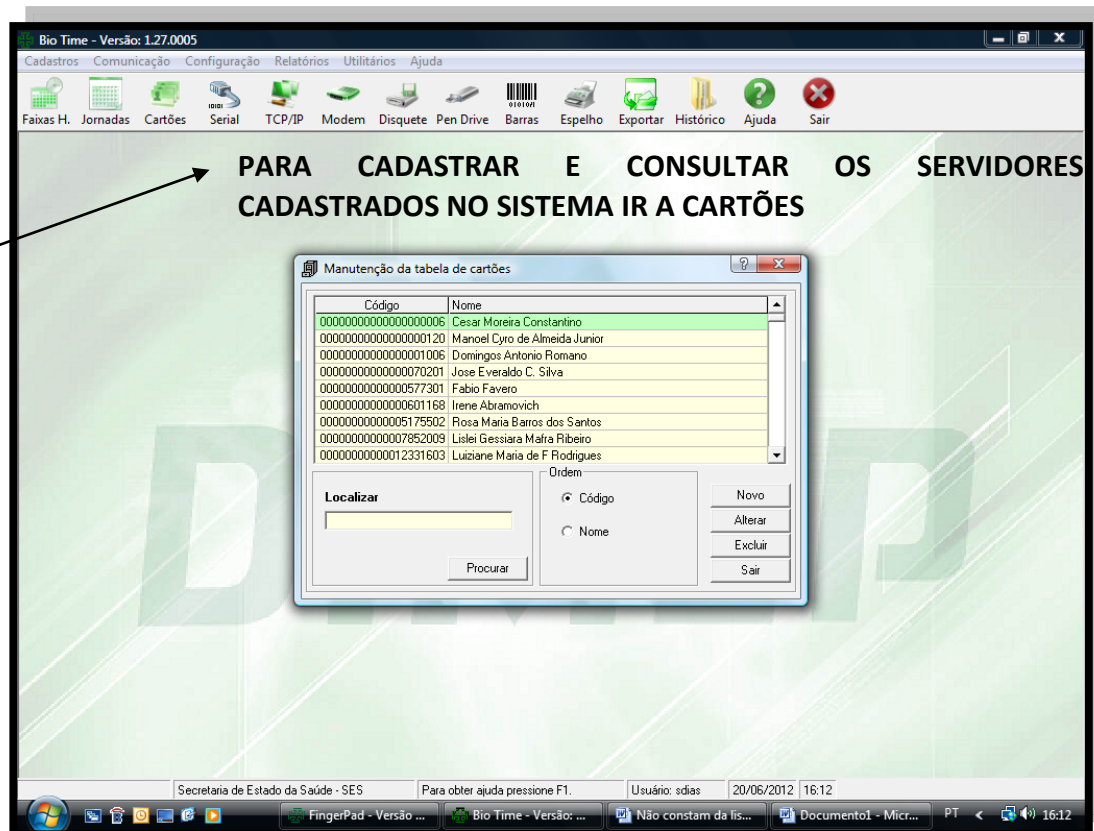 Bio Time - Versão: 1.27.0005
Cadastros Comunicação Configuração Relatórios Utilitários Ajuda
Faixas H. Jornadas Cartões Serial TCP/IP Modem Disquete Pen Drive Barras Espelho Exportar Histórico Ajuda Sair
PARA CADASTRAR E CONSULTAR OS SERVIDORES
CADASTRADOS NO SISTEMA IR A CARTÕES
Manutenção da tabela de cartões
Código Nome
00000000000000000006 Cesar Moreira Constantino
00000000000000000120 Manoel Cyro de Almeida Junior
00000000000000001006 Domingos Antonio Romano
00000000000000070201 Jose Everaldo C. Silva
00000000000000577301 Fabio Favero
00000000000000601168 Irene Abramovich
00000000000005175502 Rosa Maria Barros dos Santos
00000000000007852009 Lislei Gessiara Mafra Ribeiro
00000000000012331603 Luiziane Maria de F Rodrigues
Localizar
Procurar
Ordem
Código
Nome
Novo
Alterar
Excluir
Sair
DIMEP
Secretaria de Estado da Saúde - SES Para obter ajuda pressione F1. Usuário: sdias 20/06/2012 16:12
FingerPad - Versão ... Bio Time - Versão: ... Não constam da lis... Documento1 - Micr... PT 16:12